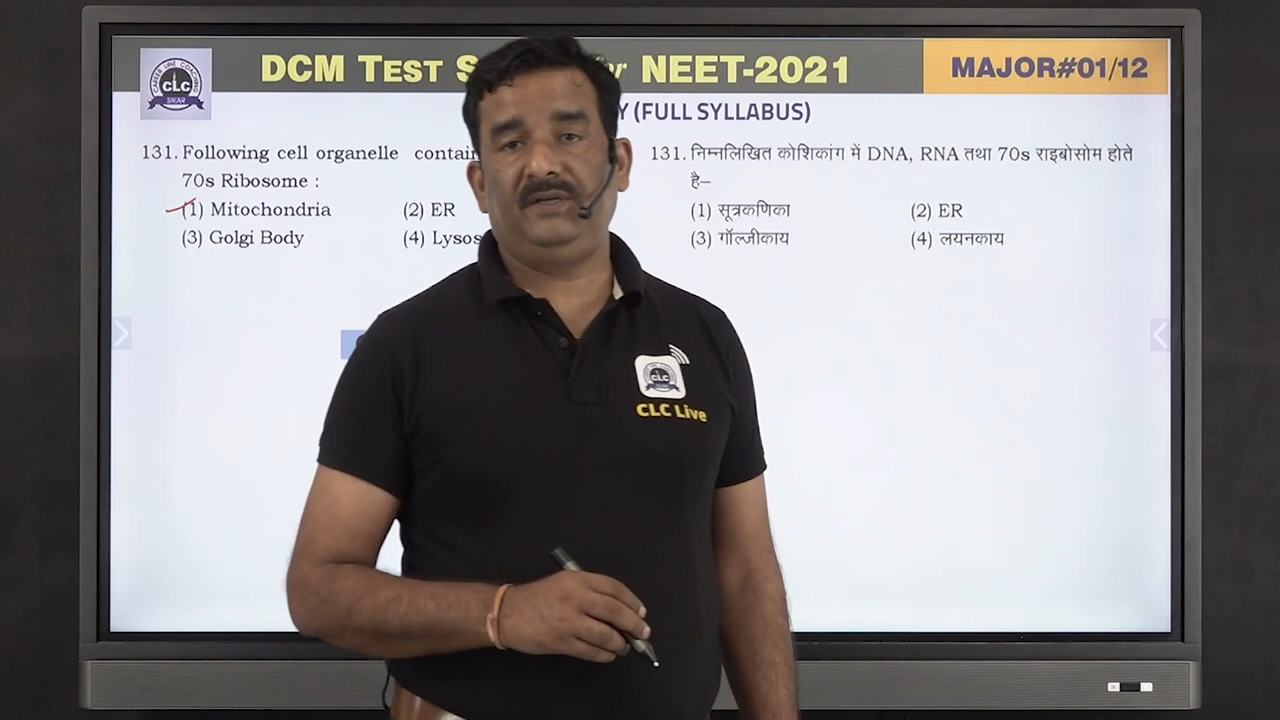 DCM TEST S for NEET-2021
MAJOR#01/12
CLC
SIKAR
Y (FULL SYLLABUS)
131. Following cell organelle contain
70s Ribosome :
(1) Mitochondria (2) ER
(3) Golgi Body (4) Lysos
131. निम्नलिखित कोशिकांग में DNA, RNA तथा 70s राइबोसोम होते
है–
(1) सूत्रकणिका (2) ER
(3) गॉल्जीकाय (4) लयनकाय
CLC
CLC Live